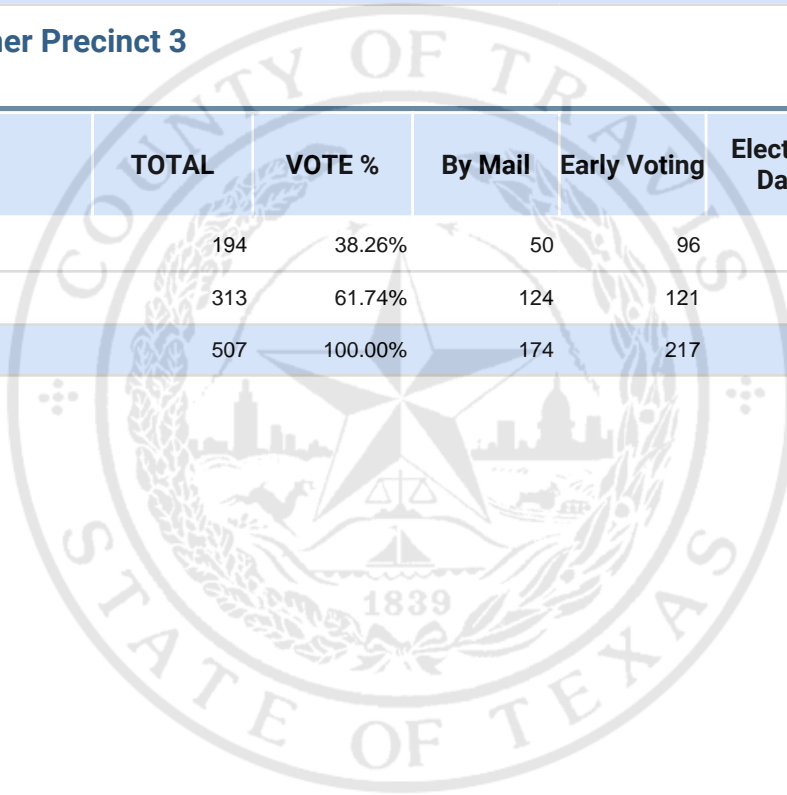 ner Precinct 3
TOTAL VOTE % By Mail Early Voting Elect
Da
194 38.26% 50 96
313 61.74% 124 121
507 100.00% 174 217
COUNTY OF TRAVIS
1839
STATE OF TEXAS